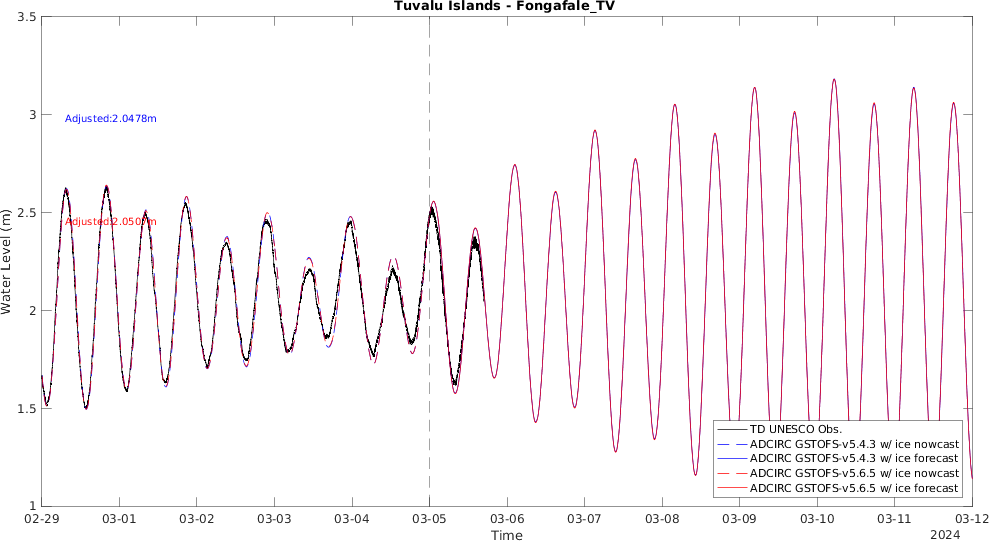 Tuvalu Islands - Fongafale_TV
3.5
3
2.5
2
1.5
1
Water Level (m)
Adjusted:2.0478m
02-29
03-01
03-02
03-03
03-04
03-05
03-06
03-07
03-08
03-09
03-10
03-11
03-12
Time
2024
TD UNESCO Obs.
ADCIRC GSTOFS-v5.4.3 w/ ice nowcast
ADCIRC GSTOFS-v5.4.3 w/ ice forecast
ADCIRC GSTOFS-v5.6.5 w/ ice nowcast
ADCIRC GSTOFS-v5.6.5 w/ ice forecast